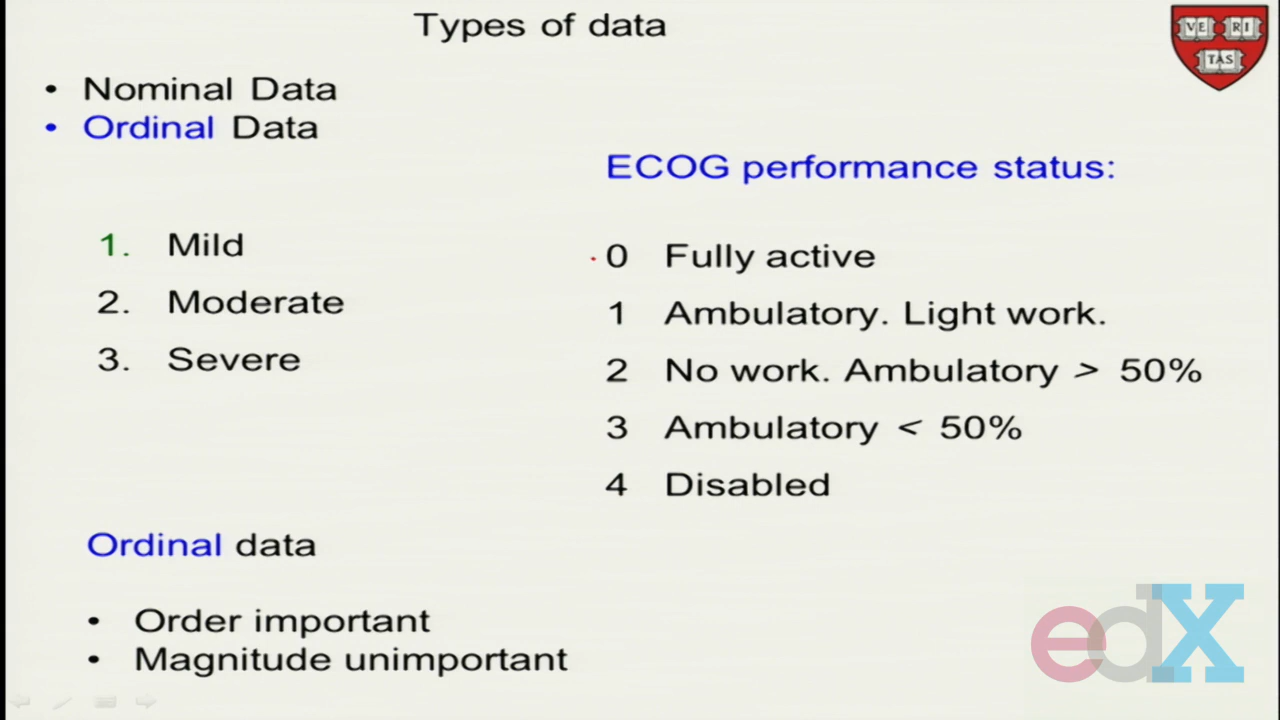 Types of data
VE RI
TAS
• Nominal Data
• Ordinal Data
ECOG performance status:
1. Mild
2. Moderate
3. Severe
0 Fully active
1 Ambulatory. Light work.
2 No work. Ambulatory > 50%
3 Ambulatory < 50%
4 Disabled
Ordinal data
• Order important
• Magnitude unimportant
edX